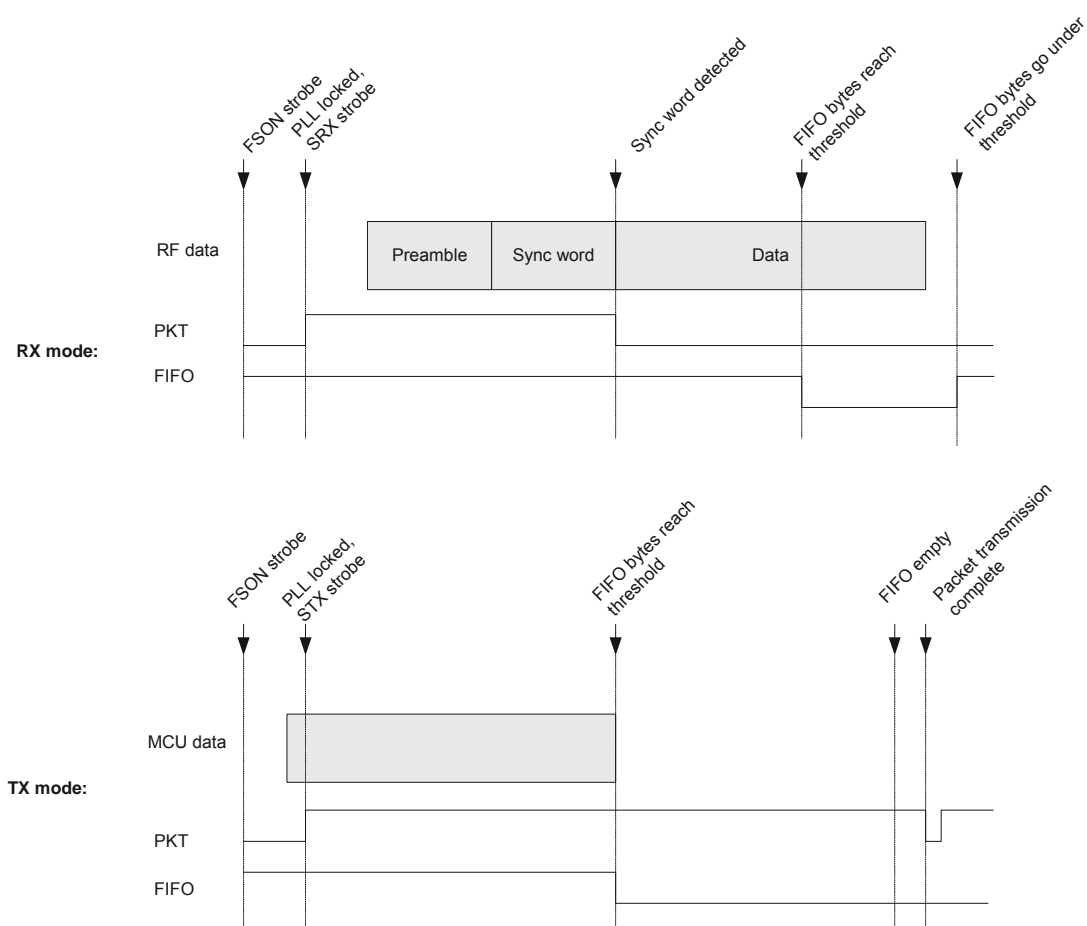 FSON strobe
PLL locked,
SRX strobe
Sync word detected
FIFO bytes reach
threshold
FIFO bytes go under
threshold
RF data
Preamble
Sync word
Data
RX mode:
PKT
FIFO
FSON strobe
PLL locked,
STX strobe
FIFO bytes reach
threshold
FIFO empty
Packet transmission
complete
MCU data
TX mode:
PKT
FIFO